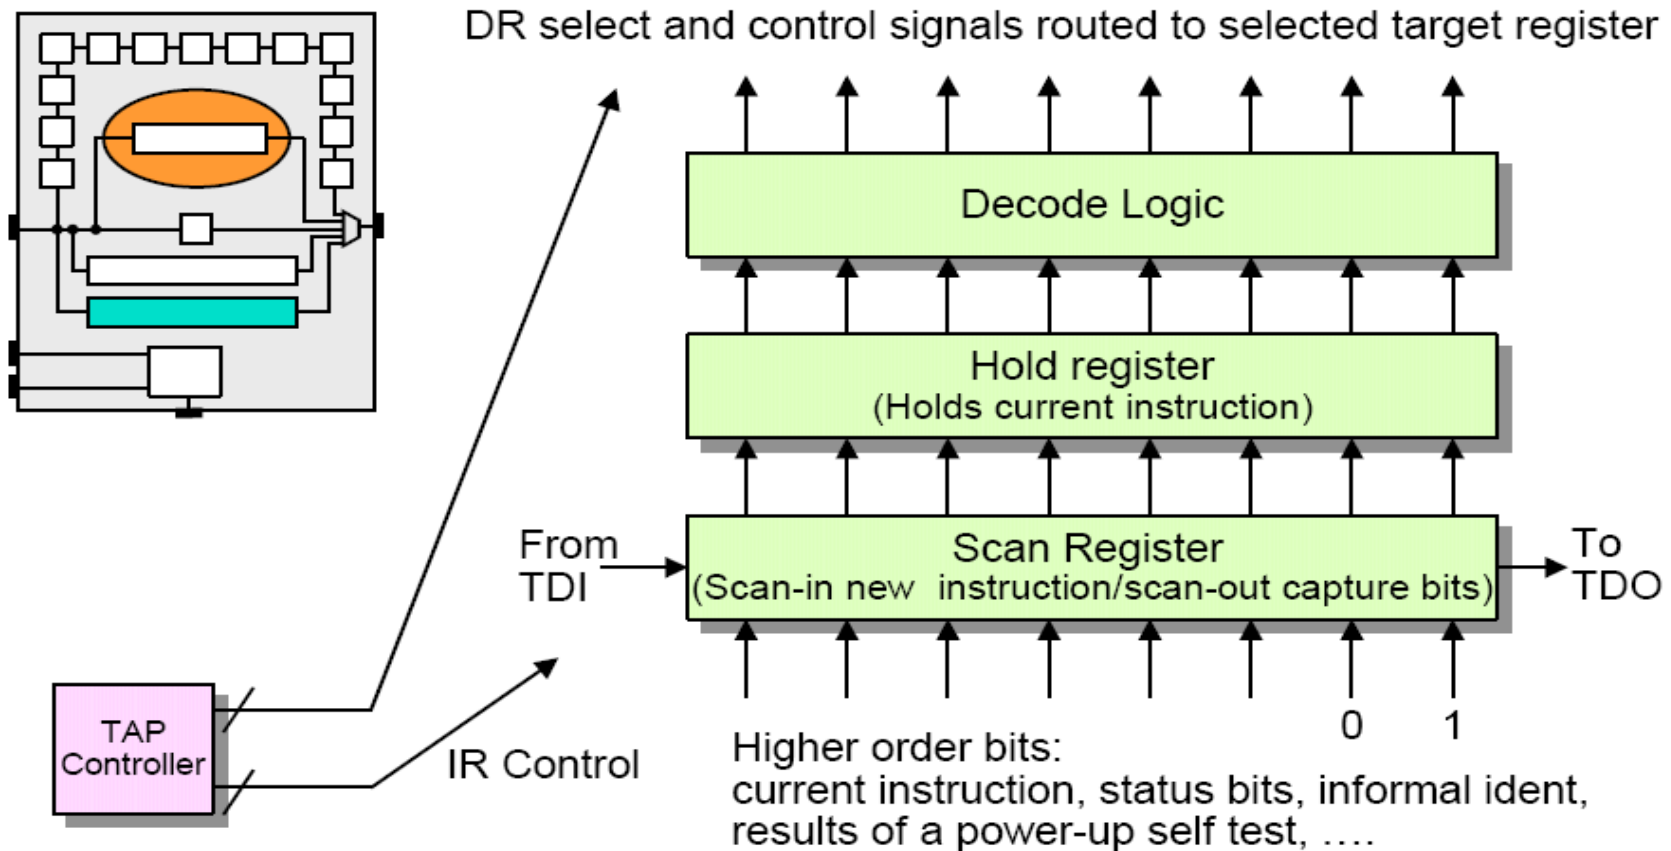 DR select and control signals routed to selected target register
Decode Logic
Hold register
(Holds current instruction)
From
TDI
Scan Register
(Scan-in new instruction/scan-out capture bits)
To
TDO
TAP
Controller
IR Control
0 1
Higher order bits:
current instruction, status bits, informal ident,
results of a power-up self test, ....